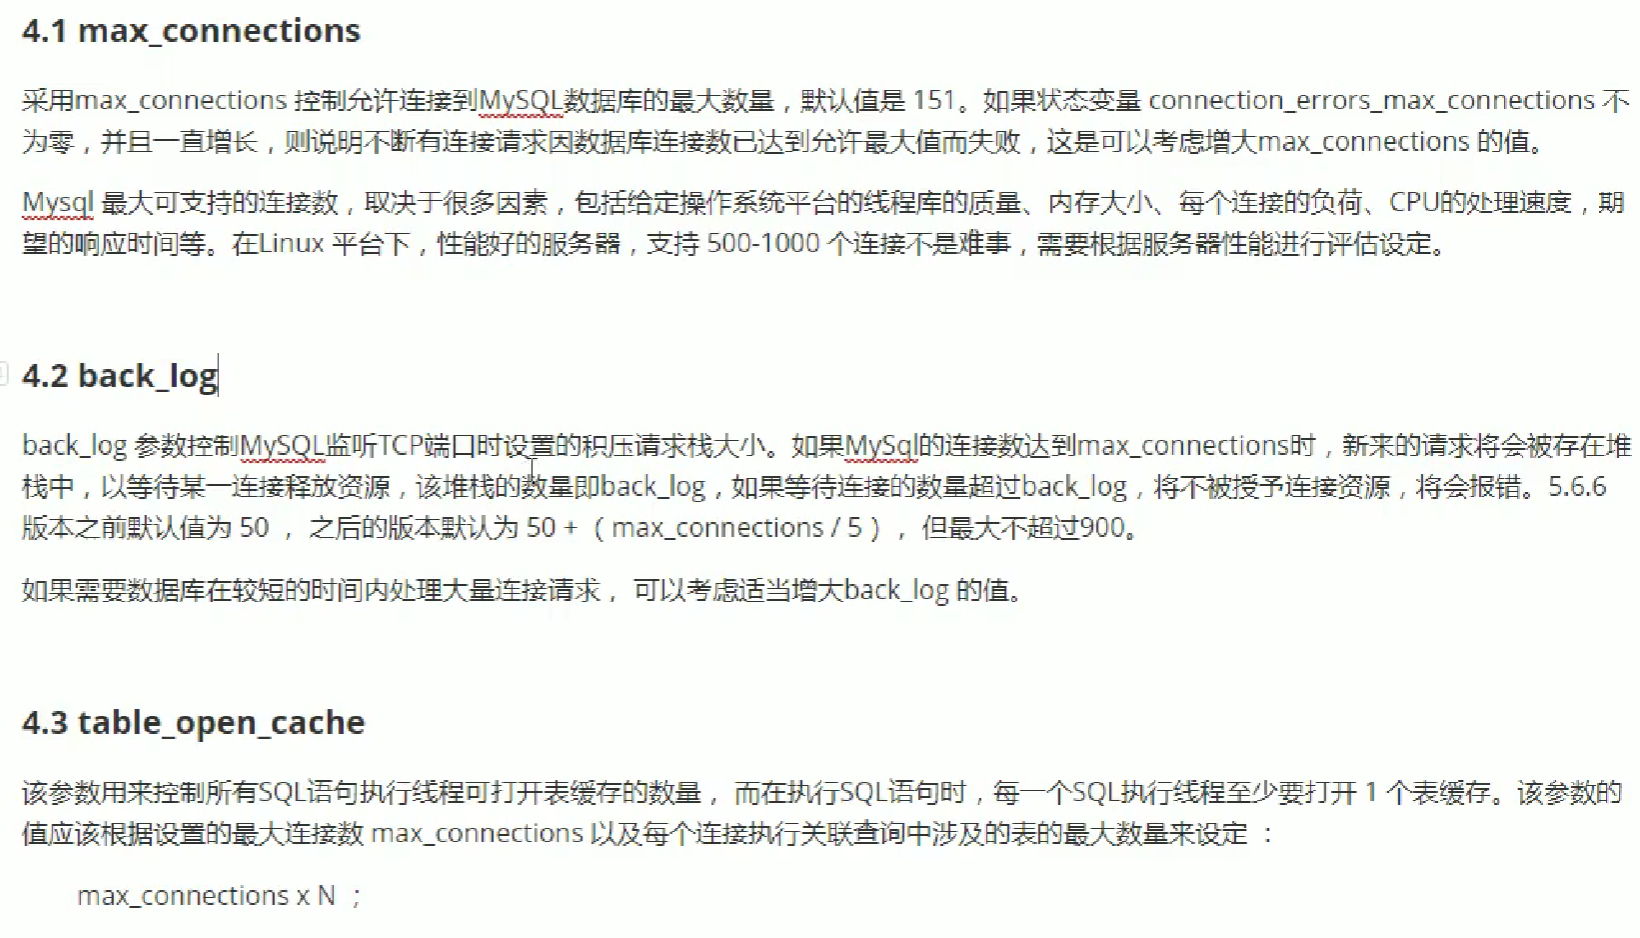 4.1 max_connections
采用max_connections 控制允许连接到MySQL数据库的最大数量，默认值是 151。如果状态变量 connection_errors_max_connections 不
为零，并且一直增长，则说明不断有连接请求因数据库连接数已达到允许最大值而失败，这是可以考虑增大max_connections 的值。
Mysql 最大可支持的连接数，取决于很多因素，包括给定操作系统平台的线程库的质量、内存大小、每个连接的负荷、CPU的处理速度，期
望的响应时间等。在Linux 平台下，性能好的服务器，支持 500-1000 个连接不是难事，需要根据服务器性能进行评估设定。
4.2 back_log
back_log 参数控制MySQL监听TCP端口时设置的积压请求栈大小。如果MySql的连接数达到max_connections时，新来的请求将会被存在堆
栈中，以等待某一连接释放资源，该堆栈的数量即back_log，如果等待连接的数量超过back_log，将不被授予连接资源，将会报错。5.6.6
版本之前默认值为 50 ， 之后的版本默认为 50 + （ max_connections / 5 ） ， 但最大不超过900。
如果需要数据库在较短的时间内处理大量连接请求， 可以考虑适当增大back_log 的值。
4.3 table_open_cache
该参数用来控制所有SQL语句执行线程可打开表缓存的数量， 而在执行SQL语句时，每一个SQL执行线程至少要打开 1 个表缓存。该参数的
值应该根据设置的最大连接数 max_connections 以及每个连接执行关联查询中涉及的表的最大数量来设定 ：
max_connections x N ；